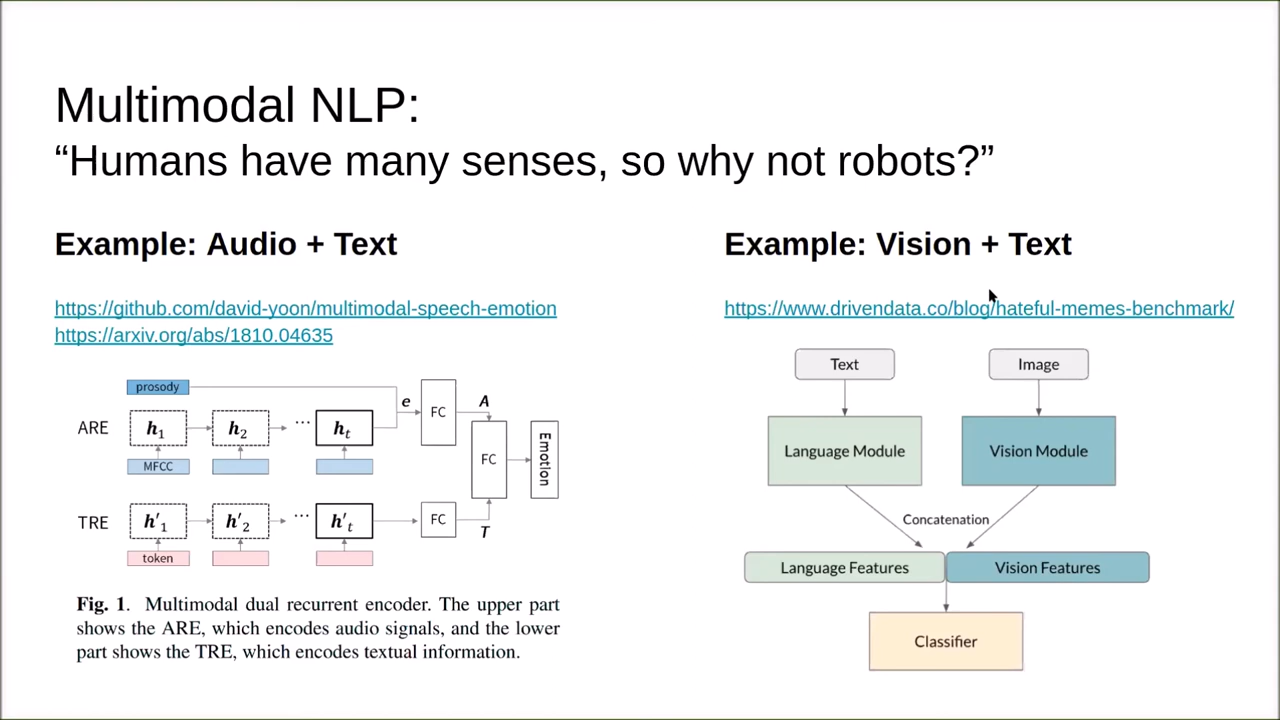 Multimodal NLP:
“Humans have many senses, so why not robots?”
Example: Audio + Text
https://github.com/david-yoon/multimodal-speech-emotion
https://arxiv.org/abs/1810.04635
prosody
ARE
h1
h2
...
ht
e
FC
A
MFCC
FC
Emotion
TRE
h'1
h'2
...
h't
FC
T
token
Fig. 1. Multimodal dual recurrent encoder. The upper part
shows the ARE, which encodes audio signals, and the lower
part shows the TRE, which encodes textual information.
Example: Vision + Text
https://www.drivendata.co/blog/hateful-memes-benchmark/
Text
Image
Language Module
Vision Module
Concatenation
Language Features
Vision Features
Classifier